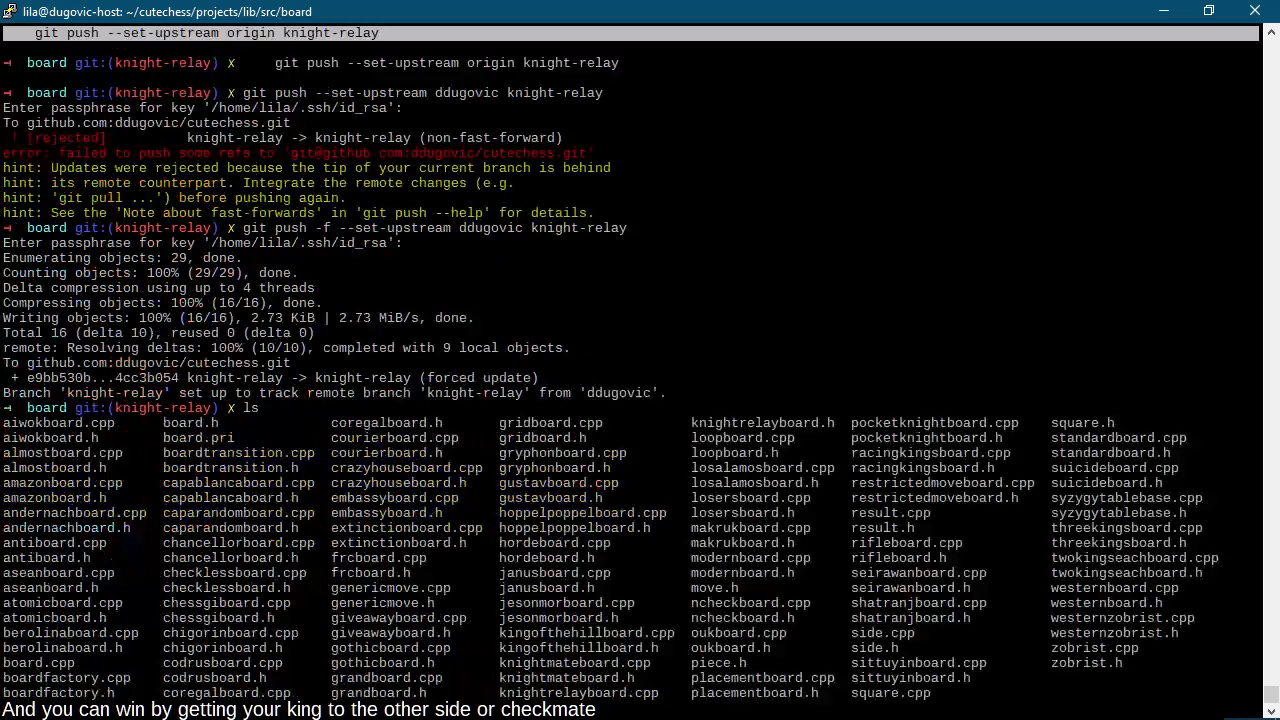 lila@dugovic-host: ~/cutechess/projects/lib/src/board
git push --set-upstream origin knight-relay
board git:(knight-relay) ✗ git push --set-upstream origin knight-relay
board git:(knight-relay) ✗ git push --set-upstream ddugovic knight-relay
Enter passphrase for key '/home/lila/.ssh/id_rsa':
To github.com:ddugovic/cutechess.git
! [rejected] knight-relay -> knight-relay (non-fast-forward)
error: failed to push some refs to 'git@github.com:ddugovic/cutechess.git'
hint: Updates were rejected because the tip of your current branch is behind
hint: its remote counterpart. Integrate the remote changes (e.g.
hint: 'git pull ...') before pushing again.
hint: See the 'Note about fast-forwards' in 'git push --help' for details.
board git:(knight-relay) ✗ git push -f --set-upstream ddugovic knight-relay
Enter passphrase for key '/home/lila/.ssh/id_rsa':
Enumerating objects: 29, done.
Counting objects: 100% (29/29), done.
Delta compression using up to 4 threads
Compressing objects: 100% (16/16), done.
Writing objects: 100% (16/16), 2.73 KiB | 2.73 MiB/s, done.
Total 16 (delta 10), reused 0 (delta 0)
remote: Resolving deltas: 100% (10/10), completed with 9 local objects.
To github.com:ddugovic/cutechess.git
+ e9bb530b...4cc3b054 knight-relay -> knight-relay (forced update)
Branch 'knight-relay' set up to track remote branch 'knight-relay' from 'ddugovic'.
board git:(knight-relay) ✗ ls
aiwokboard.cpp board.h coregalboard.h gridboard.cpp knightrelayboard.h pocketknightboard.cpp square.h
aiwokboard.h board.pri courierboard.cpp gridboard.h loopboard.cpp pocketknightboard.h standardboard.cpp
almostboard.cpp boardtransition.cpp courierboard.h gryphonboard.cpp loopboard.h racingkingsboard.cpp standardboard.h
almostboard.h boardtransition.h crazyhouseboard.cpp gryphonboard.h losalamosboard.cpp racingkingsboard.h suicideboard.cpp
amazonboard.cpp capablancaboard.cpp crazyhouseboard.h gustavboard.cpp losalamosboard.h restrictedmoveboard.cpp suicideboard.h
amazonboard.h capablancaboard.h embassyboard.cpp gustavboard.h losersboard.cpp restrictedmoveboard.h syzygytablebase.cpp
andernachboard.cpp caparandomboard.cpp embassyboard.h hoppelpoppelboard.cpp losersboard.h result.cpp syzygytablebase.h
andernachboard.h caparandomboard.h extinctionboard.cpp hoppelpoppelboard.h makrukboard.cpp result.h threekingsboard.cpp
antiboard.cpp chancellorboard.cpp extinctionboard.h hordeboard.cpp makrukboard.h rifleboard.cpp threekingsboard.h
antiboard.h chancellorboard.h frcboard.cpp hordeboard.h modernboard.cpp rifleboard.h twokingseachboard.cpp
aseanboard.cpp checklessboard.cpp frcboard.h janusboard.cpp modernboard.h seirawanboard.cpp twokingseachboard.h
aseanboard.h checklessboard.h genericmove.cpp janusboard.h move.h seirawanboard.h westernboard.cpp
atomicboard.cpp chessgiboard.cpp genericmove.h jesonmorboard.cpp ncheckboard.cpp shatranjboard.cpp westernboard.h
atomicboard.h chessgiboard.h giveawayboard.cpp jesonmorboard.h ncheckboard.h shatranjboard.h westernzobrist.cpp
berolinaboard.cpp chigorinboard.cpp giveawayboard.h kingofthehillboard.cpp oukboard.cpp side.cpp westernzobrist.h
berolinaboard.h chigorinboard.h gothicboard.cpp kingofthehillboard.h oukboard.h side.h zobrist.cpp
board.cpp codrusboard.cpp gothicboard.h knightmateboard.cpp piece.h sittuyinboard.cpp zobrist.h
boardfactory.cpp codrusboard.h grandboard.cpp knightmateboard.h placementboard.cpp sittuyinboard.h
boardfactory.h coregalboard.cpp grandboard.h knightrelayboard.cpp placementboard.h square.cpp
And you can win by getting your king to the other side or checkmate